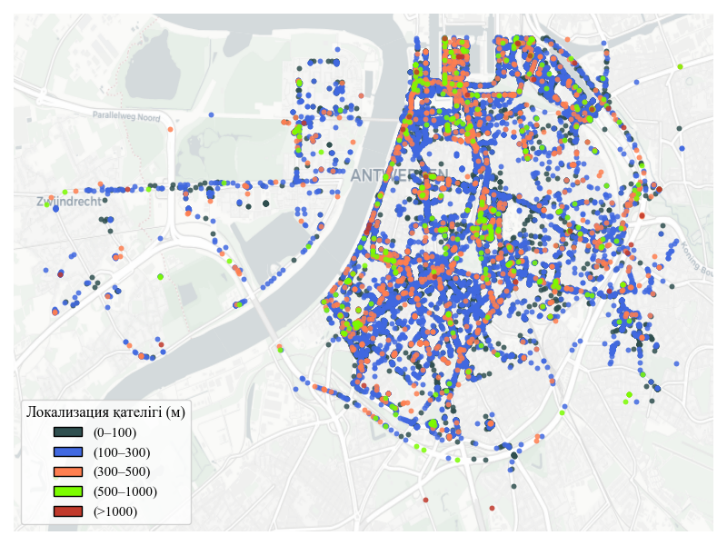 Parallelweg Noord
ANTWERPEN
Zwijndrecht
Локализация қателігі (м)
(0–100)
(100–300)
(300–500)
(500–1000)
(>1000)